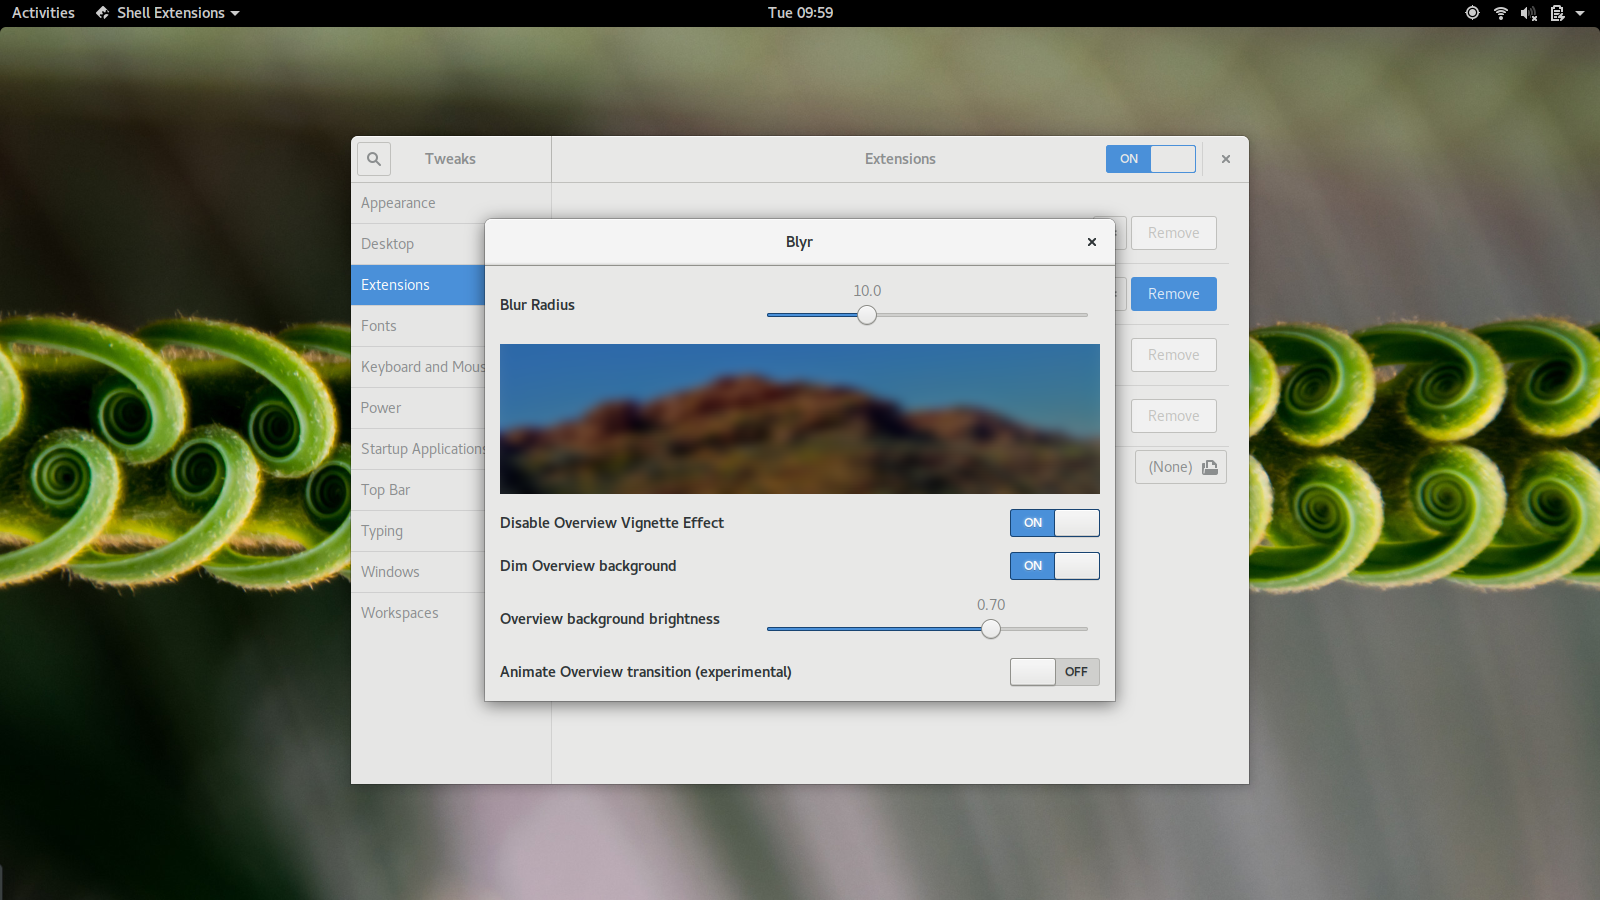 Activities
Shell Extensions
Tue 09:59
Tweaks
Extensions
ON
Appearance
Desktop
Extensions
Fonts
Keyboard and Mous
Power
Startup Applications
Top Bar
Typing
Windows
Workspaces
Remove
Remove
Remove
Remove
(None)
Blyr
Blur Radius
10.0
Disable Overview Vignette Effect
ON
Dim Overview background
ON
Overview background brightness
0.70
Animate Overview transition (experimental)
OFF